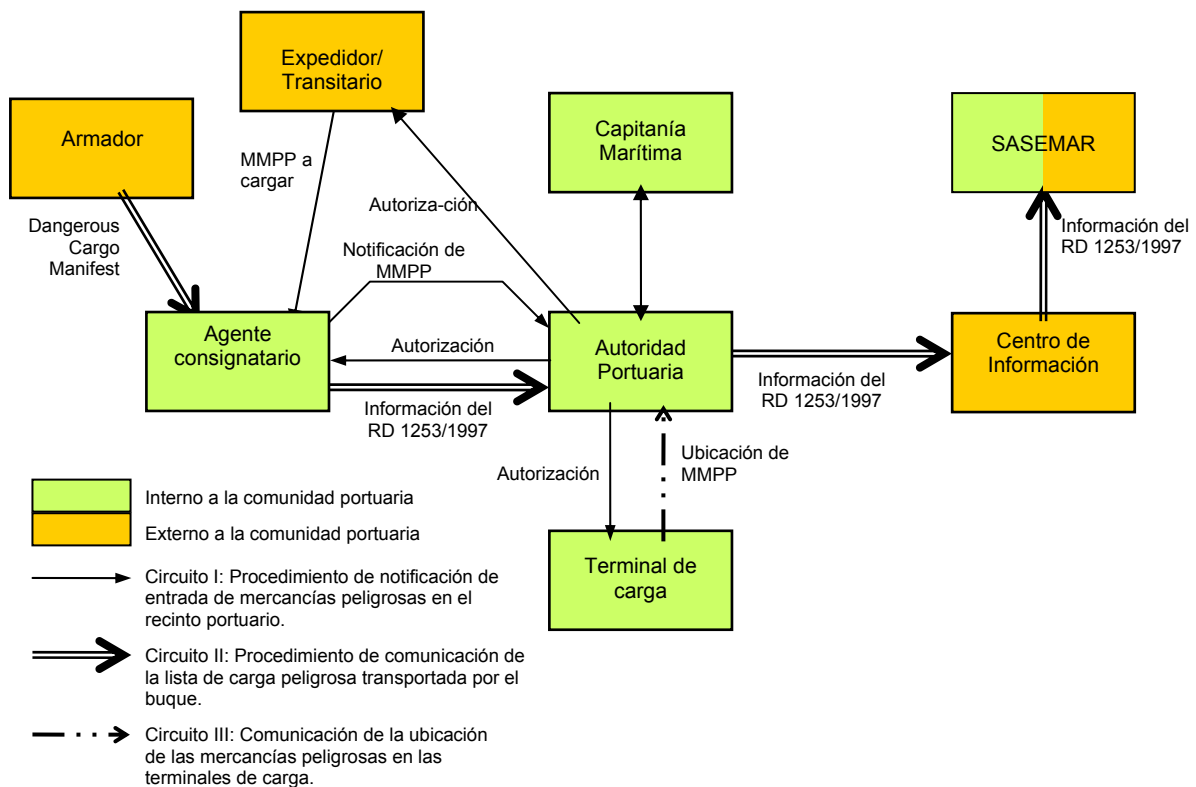 Expedidor/
Transitario
Armador
Capitanía
Marítima
SASEMAR
MMPP a
cargar
Autoriza-ción
Dangerous
Cargo
Manifest
Notificación de
MMPP
Información del
RD 1253/1997
Agente
consignatario
Autorización
Autoridad
Portuaria
Centro de
Información
Información del
RD 1253/1997
Información del
RD 1253/1997
Autorización
Ubicación de
MMPP
Terminal de
carga
Interno a la comunidad portuaria
Externo a la comunidad portuaria
Circuito I: Procedimiento de notificación de
entrada de mercancías peligrosas en el
recinto portuario.
Circuito II: Procedimiento de comunicación de
la lista de carga peligrosa transportada por el
buque.
Circuito III: Comunicación de la ubicación
de las mercancías peligrosas en las
terminales de carga.